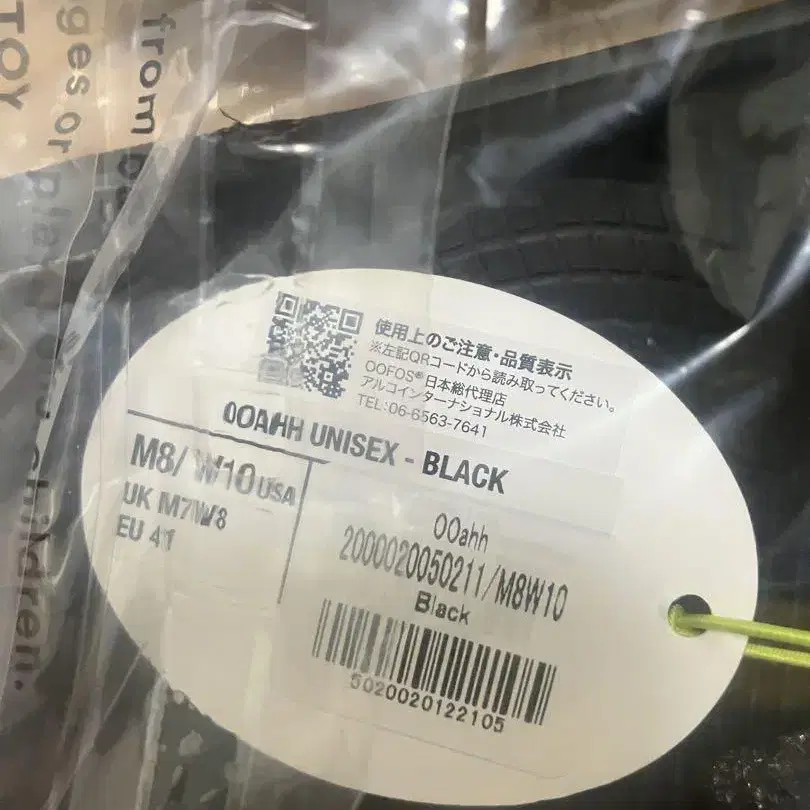 from b
ges or pla
TOY
children.
使用上のご注意・品質表示
※左記QRコードから読み取ってください。
OOFOS® 日本総代理店
アルコインターナショナル株式会社
TEL:06-6563-7641
OOAHH UNISEX - BLACK
M8/ W10 USA
UK M7/W8
EU 41
OOahh
2000020050211/M8W10
Black
5020020122105